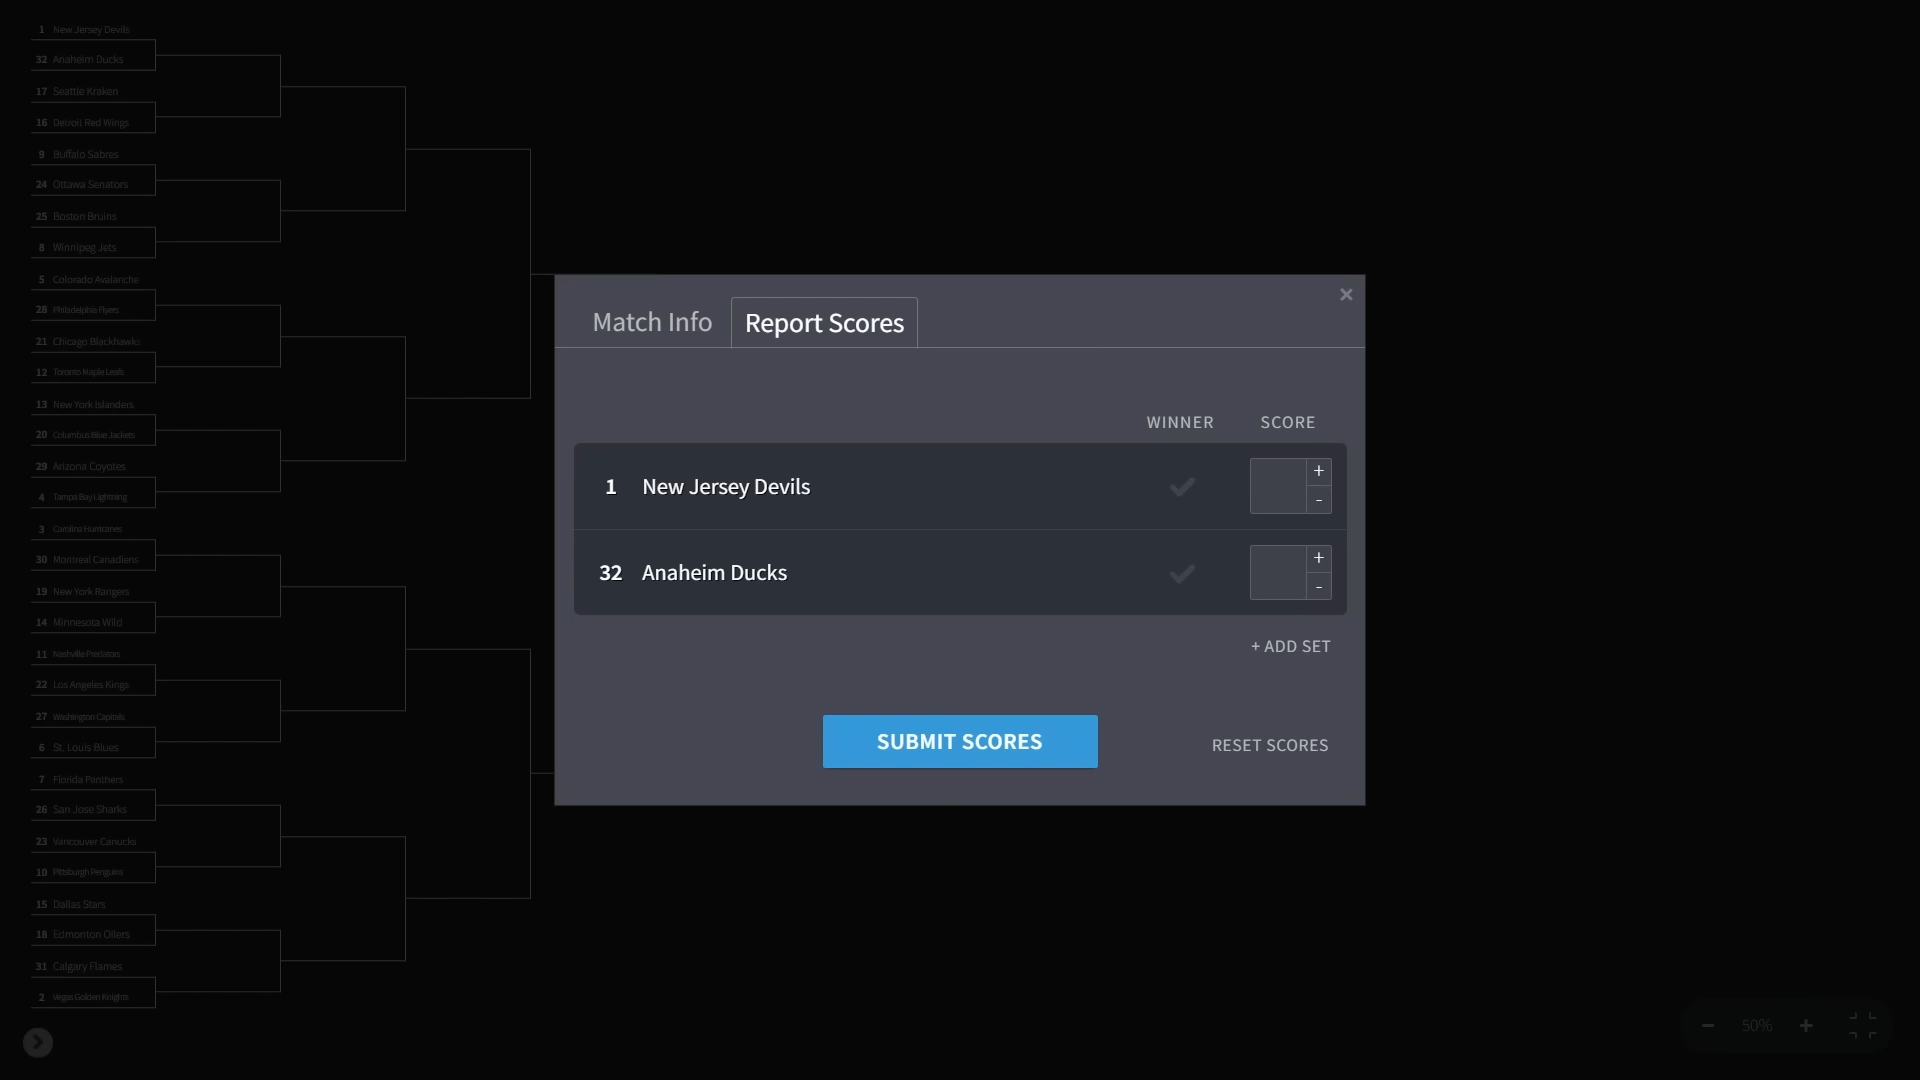 1 New Jersey Devils
32 Anaheim Ducks
17 Seattle Kraken
16 Detroit Red Wings
9 Buffalo Sabres
24 Ottawa Senators
25 Boston Bruins
8 Winnipeg Jets
5 Colorado Avalanche
28 Philadelphia Flyers
21 Chicago Blackhawks
12 Toronto Maple Leafs
13 New York Islanders
20 Columbus Blue Jackets
29 Arizona Coyotes
4 Tampa Bay Lightning
3 Carolina Hurricanes
30 Montreal Canadiens
19 New York Rangers
14 Minnesota Wild
11 Nashville Predators
22 Los Angeles Kings
27 Washington Capitals
6 St. Louis Blues
7 Florida Panthers
26 San Jose Sharks
23 Vancouver Canucks
10 Pittsburgh Penguins
15 Dallas Stars
18 Edmonton Oilers
31 Calgary Flames
2 Vegas Golden Knights
Match Info Report Scores
WINNER SCORE
1 New Jersey Devils + -
32 Anaheim Ducks + -
+ ADD SET
SUBMIT SCORES
RESET SCORES
50%